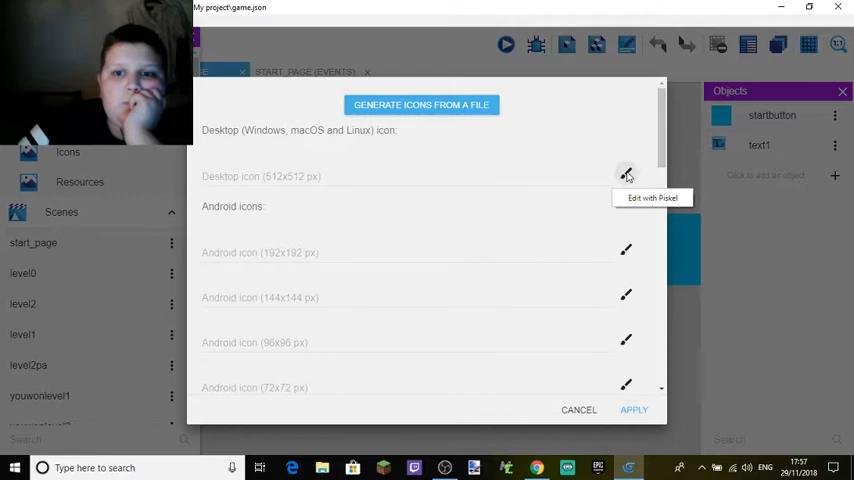 My project\game.json
START_PAGE (EVENTS)
GENERATE ICONS FROM A FILE
Desktop (Windows, macOS and Linux) icon:
Desktop icon (512x512 px)
Edit with Piskel
Android icons:
Android icon (192x192 px)
Android icon (144x144 px)
Android icon (96x96 px)
Android icon (72x72 px)
CANCEL
APPLY
Icons
Resources
Scenes
start_page
level0
level2
level1
level2pa
youwonlevel1
Search
Objects
startbutton
text1
Click to add an object
Search
Type here to search
ENG
17:57
29/11/2018